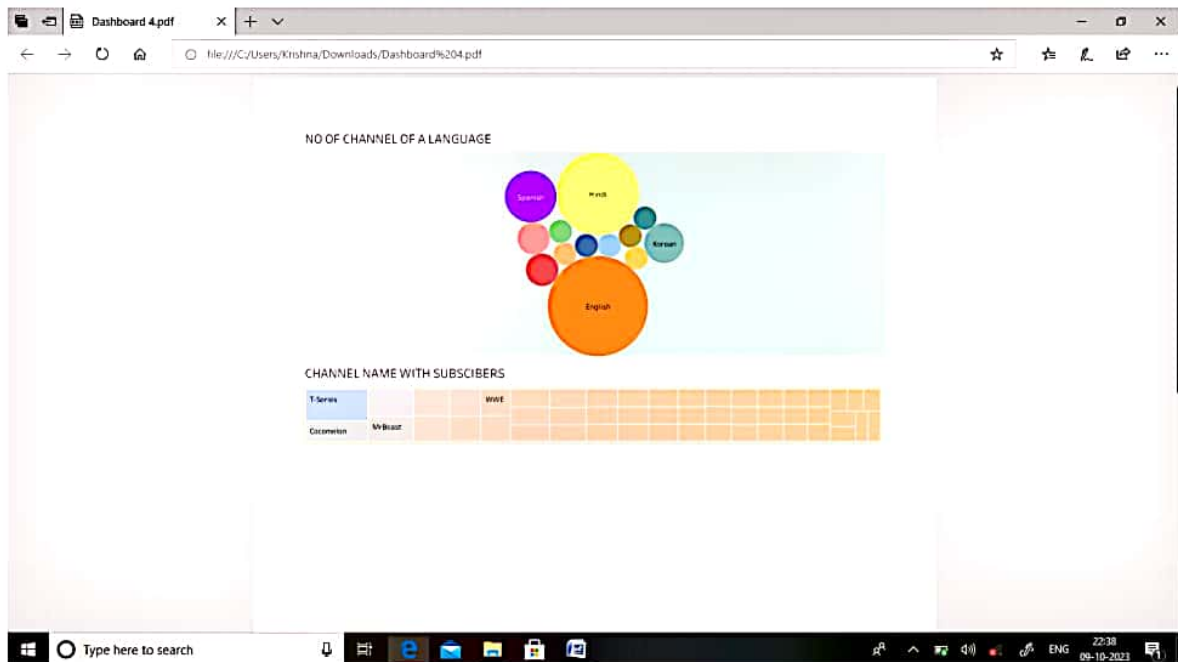 Dashboard 4.pdf
file:///C:/Users/Krishna/Downloads/Dashboard%204.pdf
NO OF CHANNEL OF A LANGUAGE
Spanish
Hindi
Korean
English
CHANNEL NAME WITH SUBSCIBERS
T-Series
WWE
MrBeast
Cocomelon
Type here to search
ENG
22:38
09-10-2023